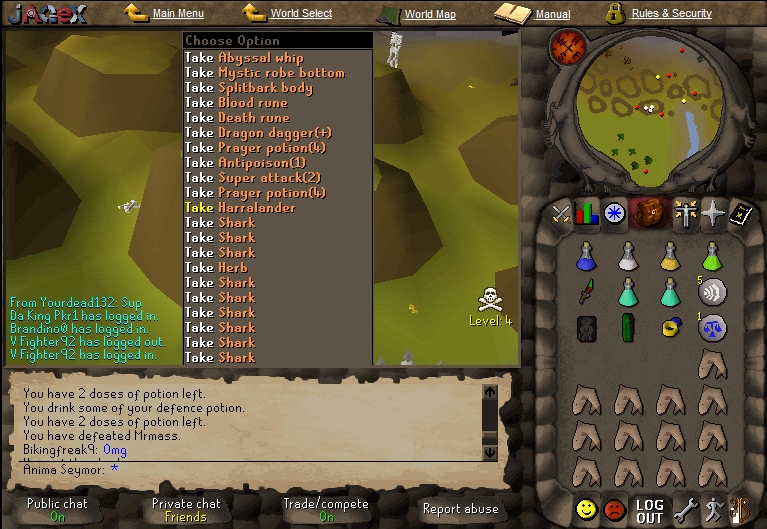 JAGeX
Main Menu
World Select
World Map
Manual
Rules & Security
Choose Option
Take Abyssal whip
Take Mystic robe bottom
Take Splitbark body
Take Blood rune
Take Death rune
Take Dragon dagger(+)
Take Prayer potion(4)
Take Antipoison(1)
Take Super attack(2)
Take Prayer potion(4)
Take Harralander
Take Shark
Take Shark
Take Shark
Take Herb
Take Shark
Take Shark
Take Shark
Take Shark
Take Shark
Take Shark
From Yourdead132: Sup
Da King Pkr1 has logged in.
Brandino0 has logged in.
V Fighter92 has logged out.
V Fighter92 has logged in.
Level: 4
5
1
You have 2 doses of potion left.
You drink some of your defence potion.
You have 2 doses of potion left.
You have defeated Mrmass.
Bikingfreak9: Omg
Anima Seymor: *
Public chat
On
Private chat
Friends
Trade/compete
On
Report abuse
LOG
OUT